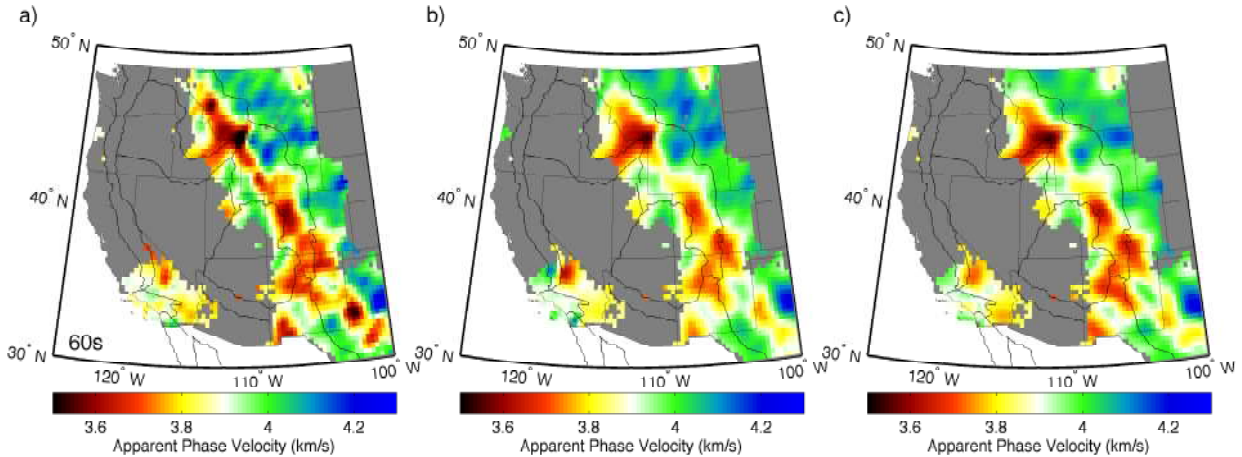 a)
b)
c)
50° N
40° N
30° N
60s
120° W
110° W
100° W
3.6 3.8 4 4.2
Apparent Phase Velocity (km/s)
50° N
40° N
30° N
120° W
110° W
100° W
3.6 3.8 4 4.2
Apparent Phase Velocity (km/s)
50° N
40° N
30° N
120° W
110° W
100° W
3.6 3.8 4 4.2
Apparent Phase Velocity (km/s)